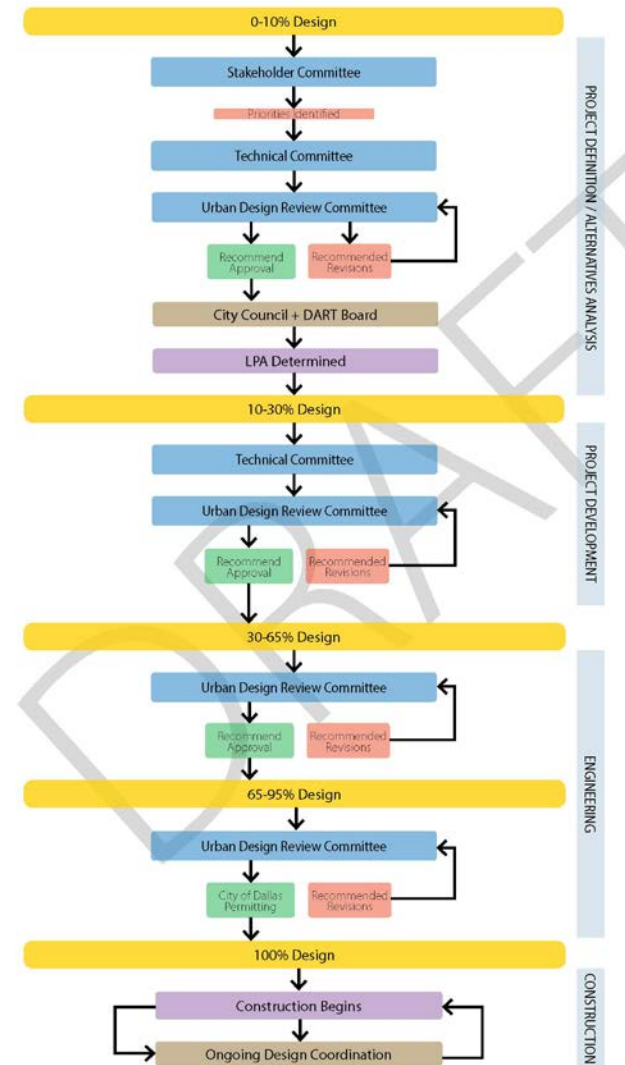 0-10% Design
Stakeholder Committee
Priorities Identified
Technical Committee
Urban Design Review Committee
Recommend
Approval
Recommended
Revisions
City Council + DART Board
LPA Determined
PROJECT DEFINITION / ALTERNATIVES ANALYSIS
10-30% Design
Technical Committee
Urban Design Review Committee
Recommend
Approval
Recommended
Revisions
PROJECT DEVELOPMENT
30-65% Design
Urban Design Review Committee
Recommend
Approval
Recommended
Revisions
65-95% Design
Urban Design Review Committee
City of Dallas
Permitting
Recommended
Revisions
ENGINEERING
100% Design
Construction Begins
Ongoing Design Coordination
CONSTRUCTION
DRAFT